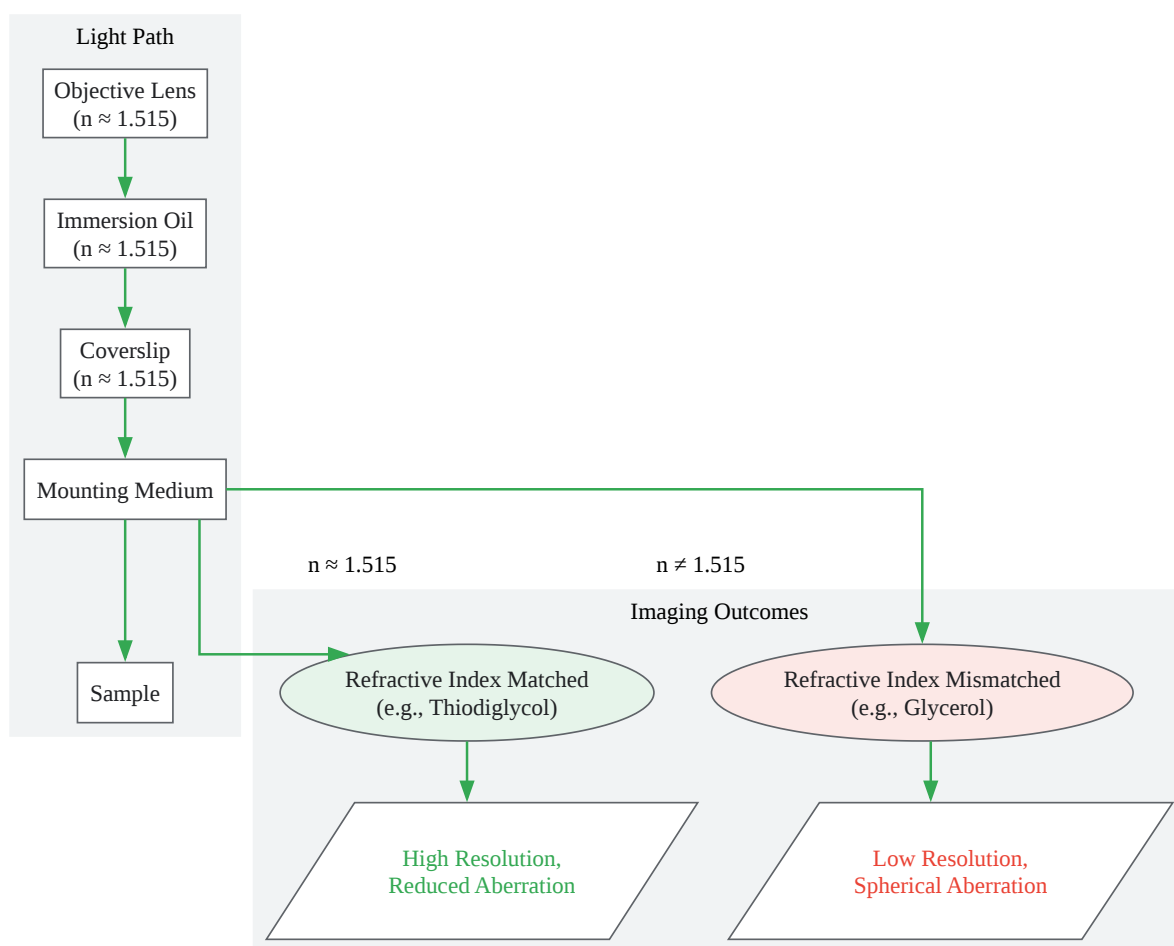 Light Path
Objective Lens
(n ≈ 1.515)
Immersion Oil
(n ≈ 1.515)
Coverslip
(n ≈ 1.515)
Mounting Medium
Sample
n ≈ 1.515
n ≠ 1.515
Imaging Outcomes
Refractive Index Matched
(e.g., Thiodiglycol)
Refractive Index Mismatched
(e.g., Glycerol)
High Resolution,
Reduced Aberration
Low Resolution,
Spherical Aberration